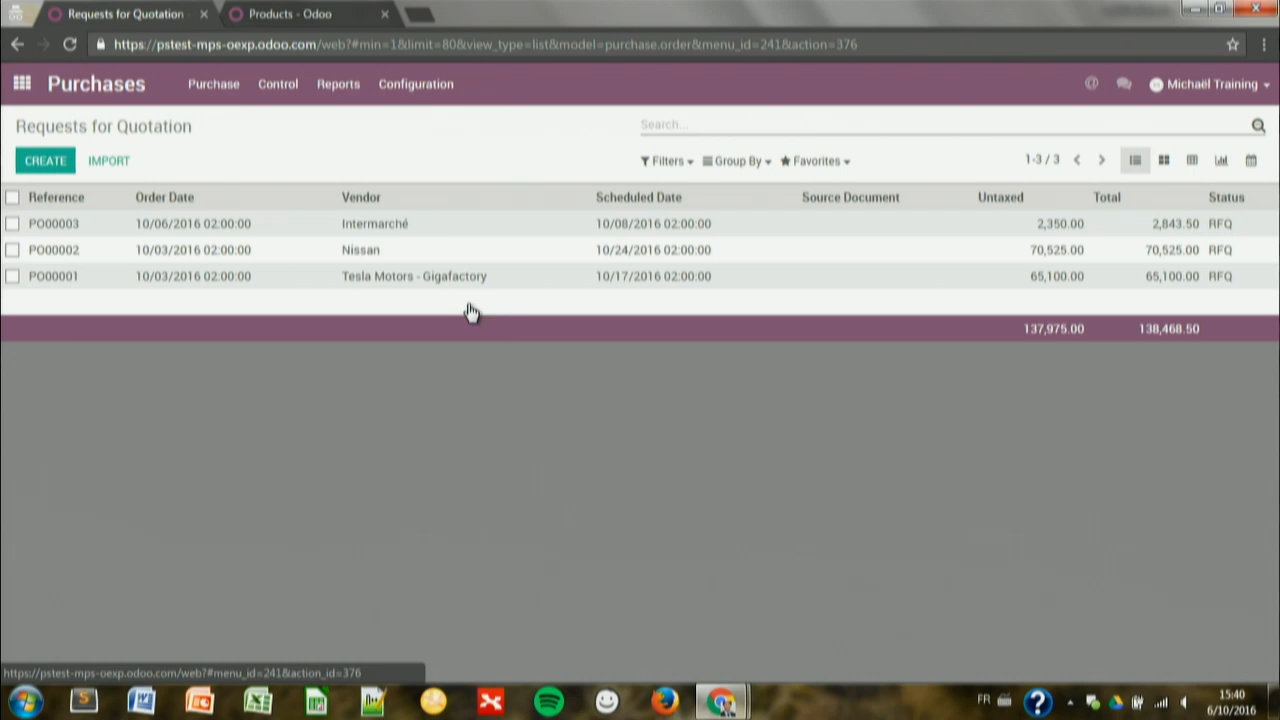 Requests for Quotation
Products - Odoo
https://pstest-mps-oexp.odoo.com/web?#min=1&limit=80&view_type=list&model=purchase.order&menu_id=241&action=376
Purchases Purchase Control Reports Configuration Michaël Training
Requests for Quotation Search...
CREATE IMPORT Filters Group By Favorites 1-3 / 3
Reference Order Date Vendor Scheduled Date Source Document Untaxed Total Status
PO00003 10/06/2016 02:00:00 Intermarché 10/08/2016 02:00:00 2,350.00 2,843.50 RFQ
PO00002 10/03/2016 02:00:00 Nissan 10/24/2016 02:00:00 70,525.00 70,525.00 RFQ
PO00001 10/03/2016 02:00:00 Tesla Motors - Gigafactory 10/17/2016 02:00:00 65,100.00 65,100.00 RFQ
137,975.00 138,468.50
https://pstest-mps-oexp.odoo.com/web?#menu_id=241&action_id=376
FR 15:40
6/10/2016